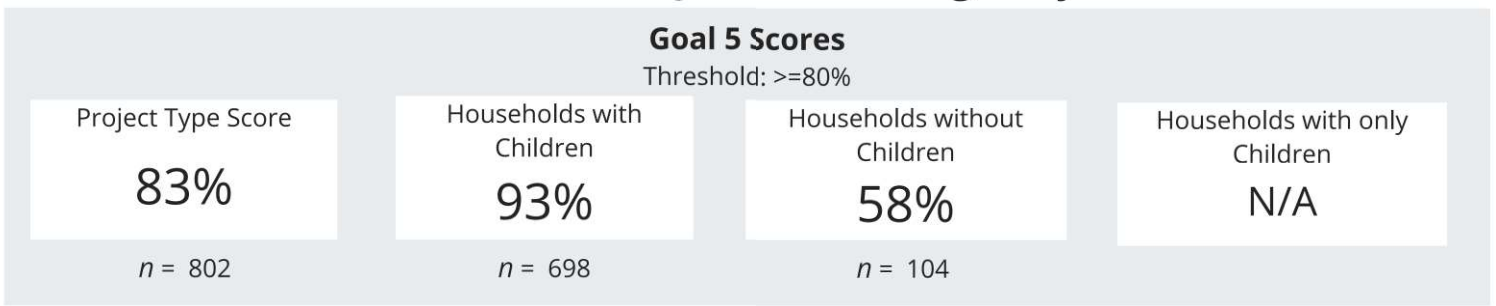 Goal 5 Scores
Threshold: >=80%
Project Type Score
83%
n = 802
Households with
Children
93%
n = 698
Households without
Children
58%
n = 104
Households with only
Children
N/A